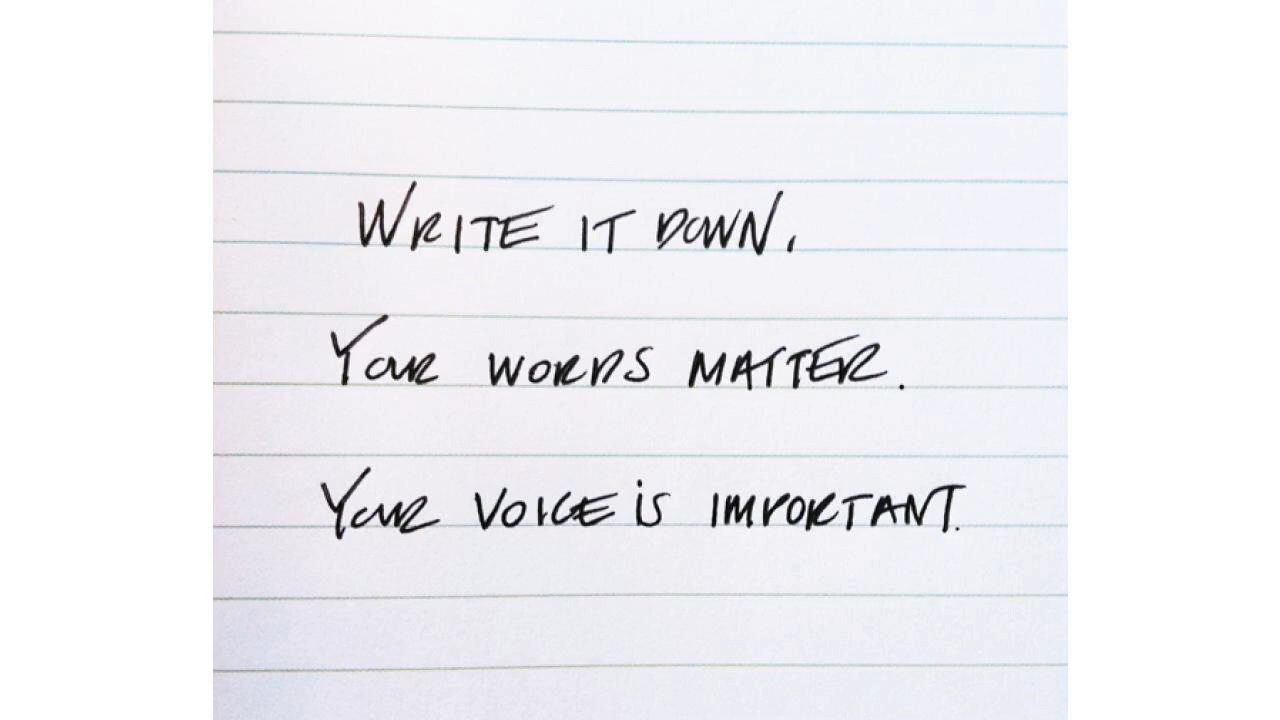 WRITE IT DOWN.
YOUR WORDS MATTER.
YOUR VOICE IS IMPORTANT.